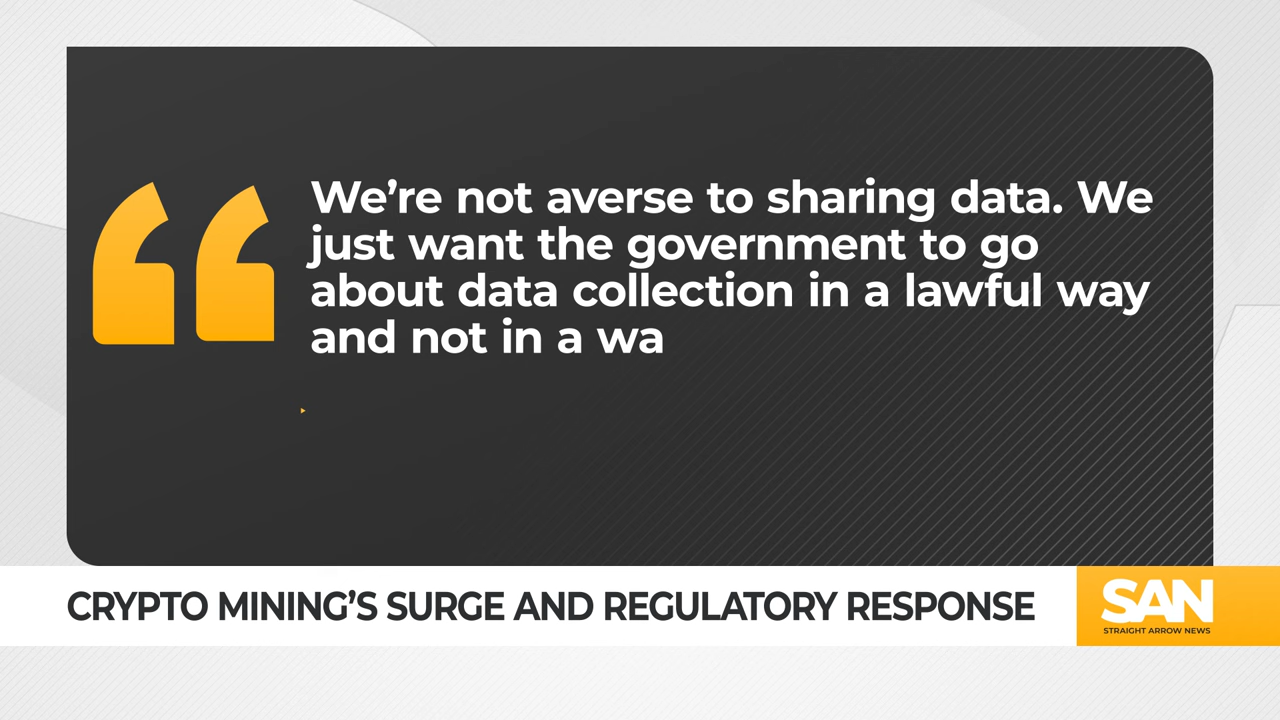 We’re not averse to sharing data. We
just want the government to go
about data collection in a lawful way
and not in a wa
CRYPTO MINING’S SURGE AND REGULATORY RESPONSE
SAN
STRAIGHT ARROW NEWS